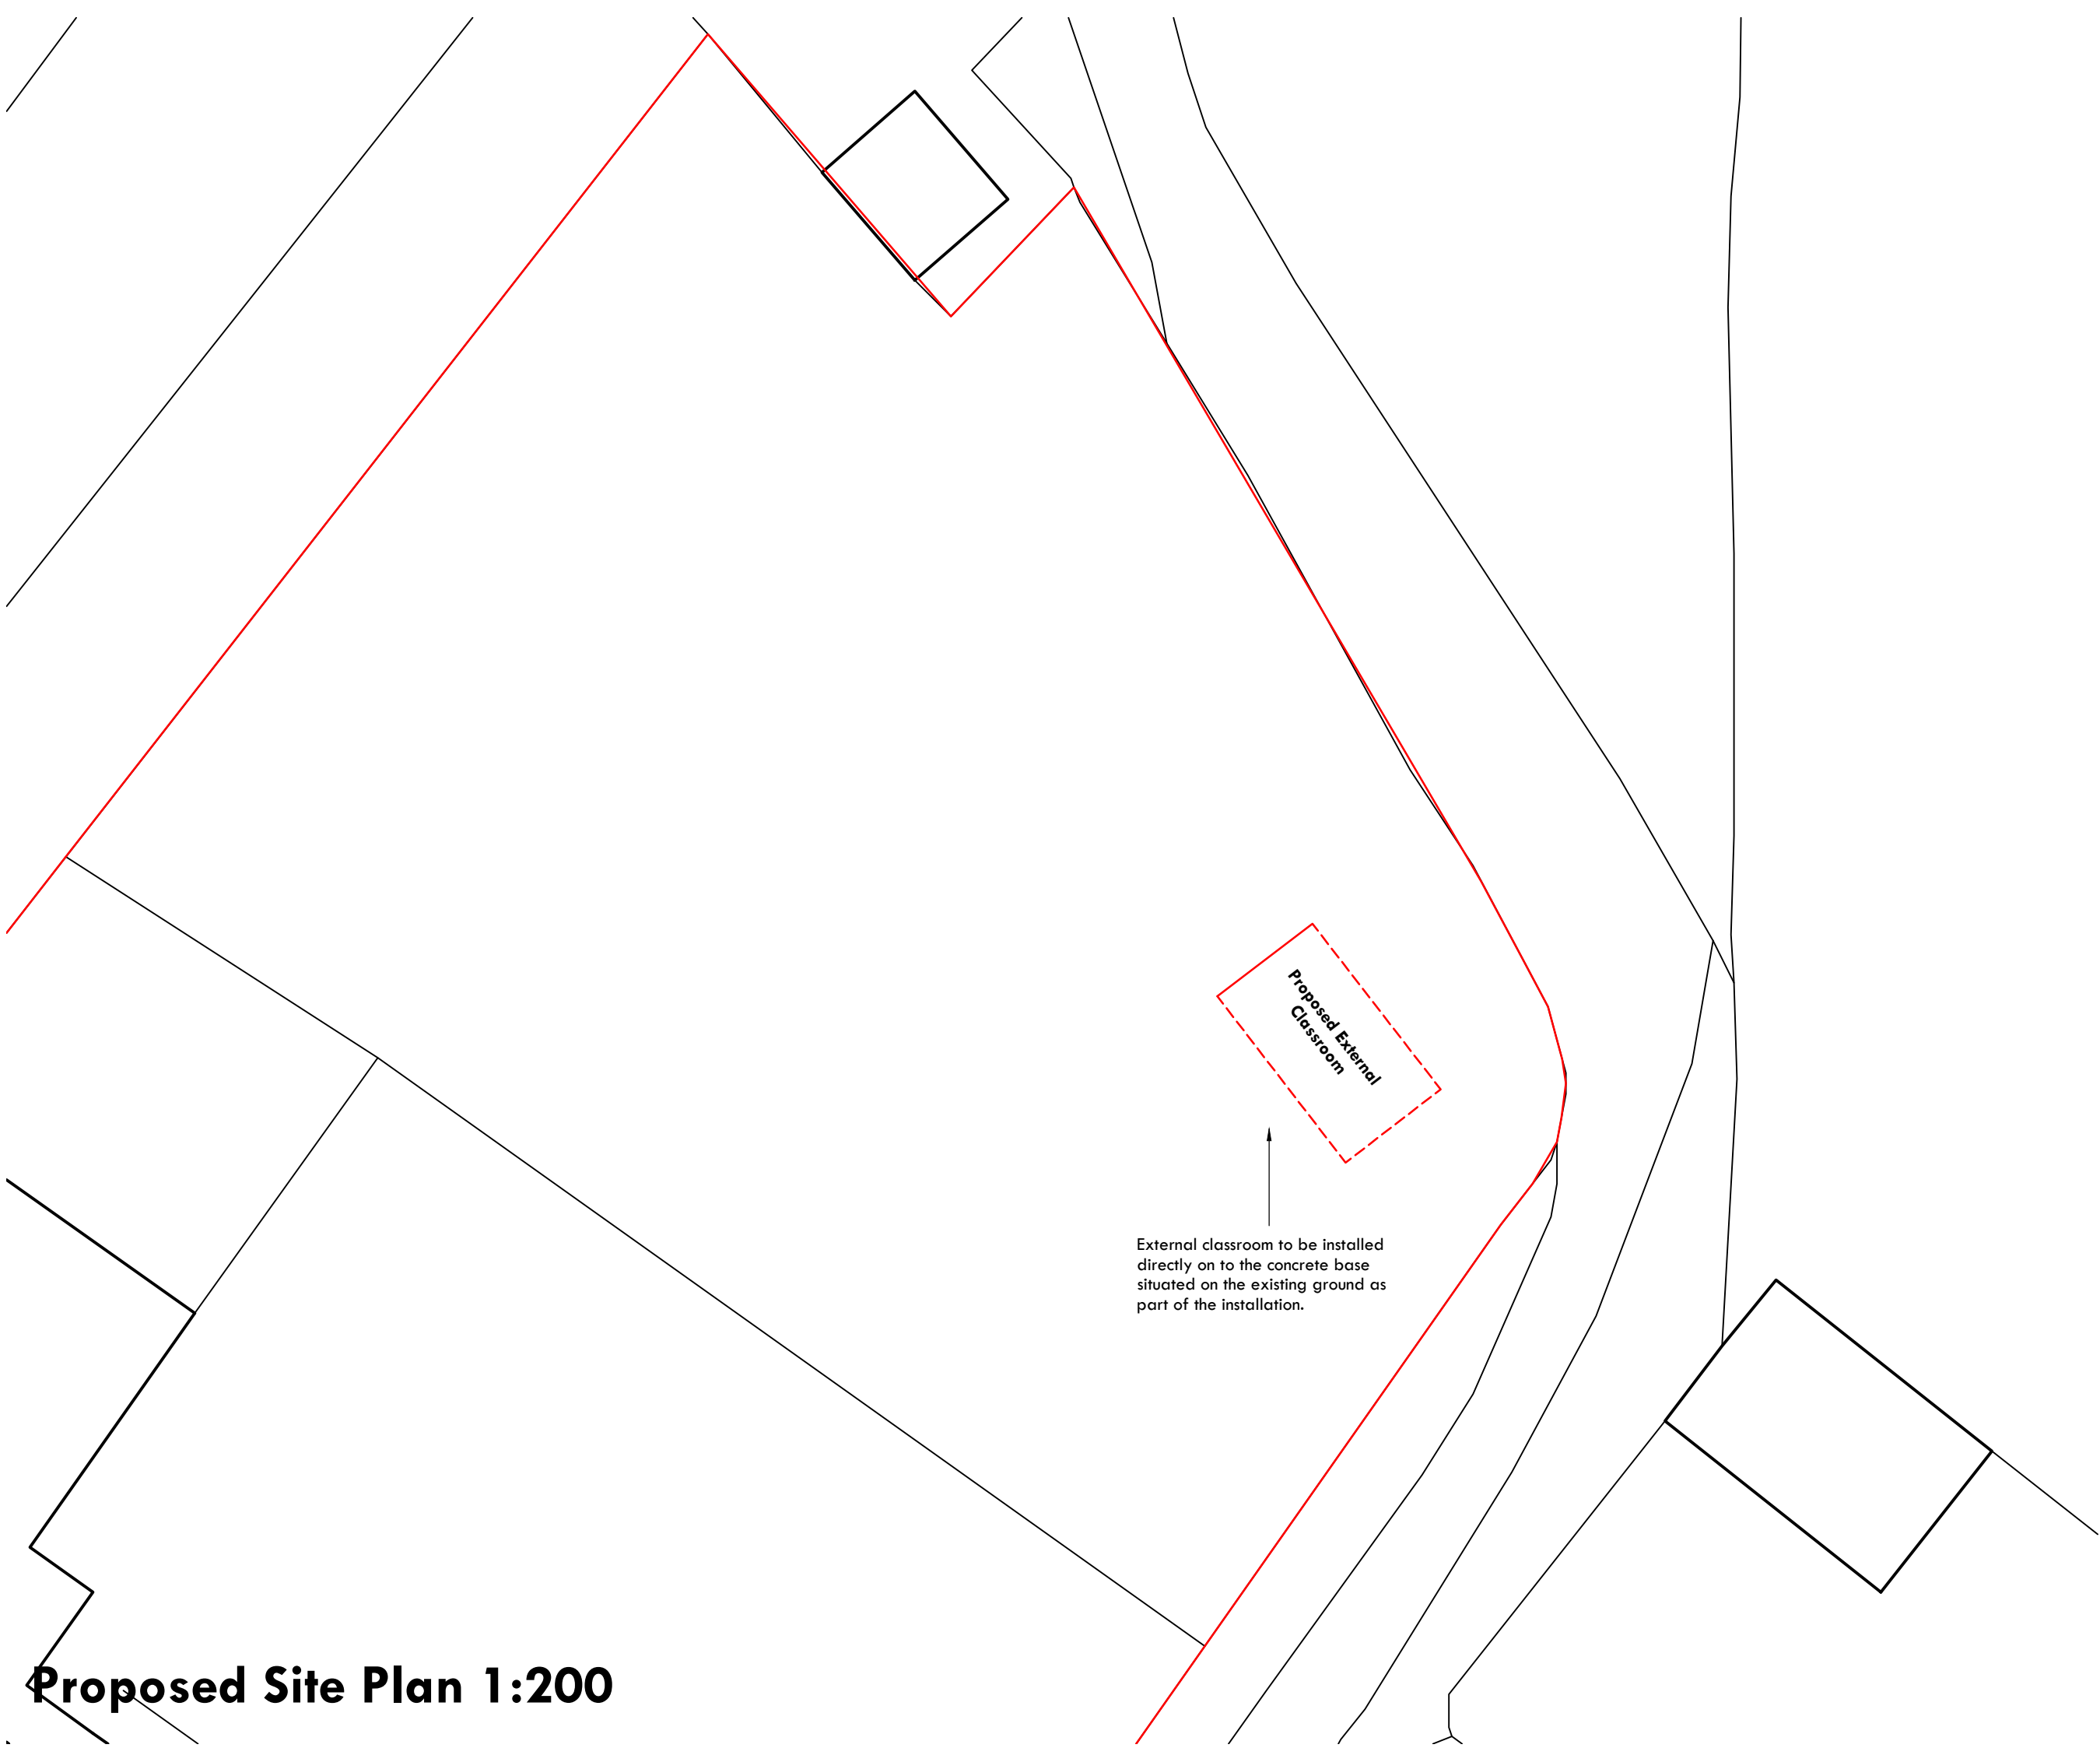 Proposed External
Classroom
External classroom to be installed
directly on to the concrete base
situated on the existing ground as
part of the installation.
Proposed Site Plan 1:200